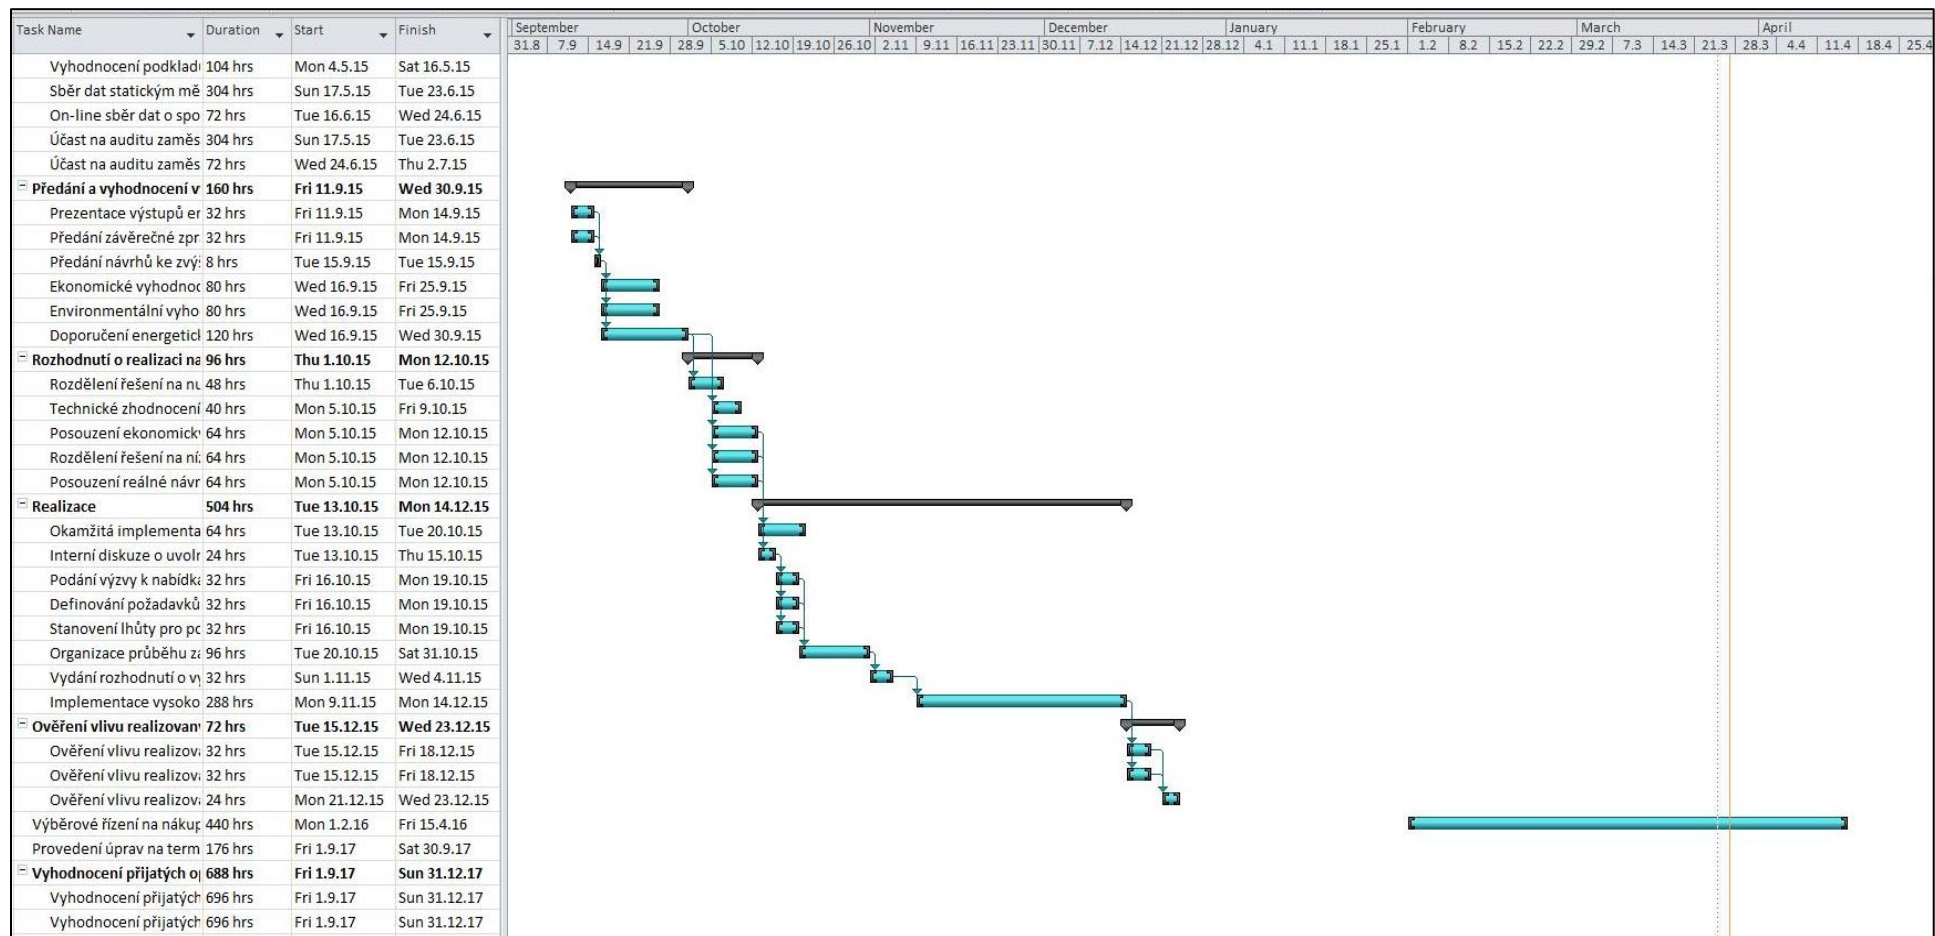 Task Name Duration Start Finish September October November December January February March April
31.8 7.9 14.9 21.9 28.9 5.10 12.10 19.10 26.10 2.11 9.11 16.11 23.11 30.11 7.12 14.12 21.12 28.12 4.1 11.1 18.1 25.1 1.2 8.2 15.2 22.2 29.2 7.3 14.3 21.3 28.3 4.4 11.4 18.4 25.4
Vyhodnocení podkladů 104 hrs Mon 4.5.15 Sat 16.5.15
Sběr dat statickým mě 304 hrs Sun 17.5.15 Tue 23.6.15
On-line sběr dat o spo 72 hrs Tue 16.6.15 Wed 24.6.15
Účast na auditu zaměs 304 hrs Sun 17.5.15 Tue 23.6.15
Účast na auditu zaměs 72 hrs Wed 24.6.15 Thu 2.7.15
Předání a vyhodnocení v 160 hrs Fri 11.9.15 Wed 30.9.15
Prezentace výstupů er 32 hrs Fri 11.9.15 Mon 14.9.15
Předání závěrečné zpr 32 hrs Fri 11.9.15 Mon 14.9.15
Předání návrhů ke zvýš 8 hrs Tue 15.9.15 Tue 15.9.15
Ekonomické vyhodnoc 80 hrs Wed 16.9.15 Fri 25.9.15
Environmentální vyho 80 hrs Wed 16.9.15 Fri 25.9.15
Doporučení energetick 120 hrs Wed 16.9.15 Wed 30.9.15
Rozhodnutí o realizaci na 96 hrs Thu 1.10.15 Mon 12.10.15
Rozdělení řešení na nu 48 hrs Thu 1.10.15 Tue 6.10.15
Technické zhodnocení 40 hrs Mon 5.10.15 Fri 9.10.15
Posouzení ekonomick 64 hrs Mon 5.10.15 Mon 12.10.15
Rozdělení řešení na ní 64 hrs Mon 5.10.15 Mon 12.10.15
Posouzení reálné návr 64 hrs Mon 5.10.15 Mon 12.10.15
Realizace 504 hrs Tue 13.10.15 Mon 14.12.15
Okamžitá implementa 64 hrs Tue 13.10.15 Tue 20.10.15
Interní diskuze o uvoln 24 hrs Tue 13.10.15 Thu 15.10.15
Podání výzvy k nabídka 32 hrs Fri 16.10.15 Mon 19.10.15
Definování požadavků 32 hrs Fri 16.10.15 Mon 19.10.15
Stanovení lhůty pro po 32 hrs Fri 16.10.15 Mon 19.10.15
Organizace průběhu za 96 hrs Tue 20.10.15 Sat 31.10.15
Vydání rozhodnutí o vý 32 hrs Sun 1.11.15 Wed 4.11.15
Implementace vysoko 288 hrs Mon 9.11.15 Mon 14.12.15
Ověření vlivu realizovan 72 hrs Tue 15.12.15 Wed 23.12.15
Ověření vlivu realizova 32 hrs Tue 15.12.15 Fri 18.12.15
Ověření vlivu realizova 32 hrs Tue 15.12.15 Fri 18.12.15
Ověření vlivu realizova 24 hrs Mon 21.12.15 Wed 23.12.15
Výběrové řízení na nákup 440 hrs Mon 1.2.16 Fri 15.4.16
Provedení úprav na term 176 hrs Fri 1.9.17 Sat 30.9.17
Vyhodnocení přijatých o 688 hrs Fri 1.9.17 Sun 31.12.17
Vyhodnocení přijatých 696 hrs Fri 1.9.17 Sun 31.12.17
Vyhodnocení přijatých 696 hrs Fri 1.9.17 Sun 31.12.17